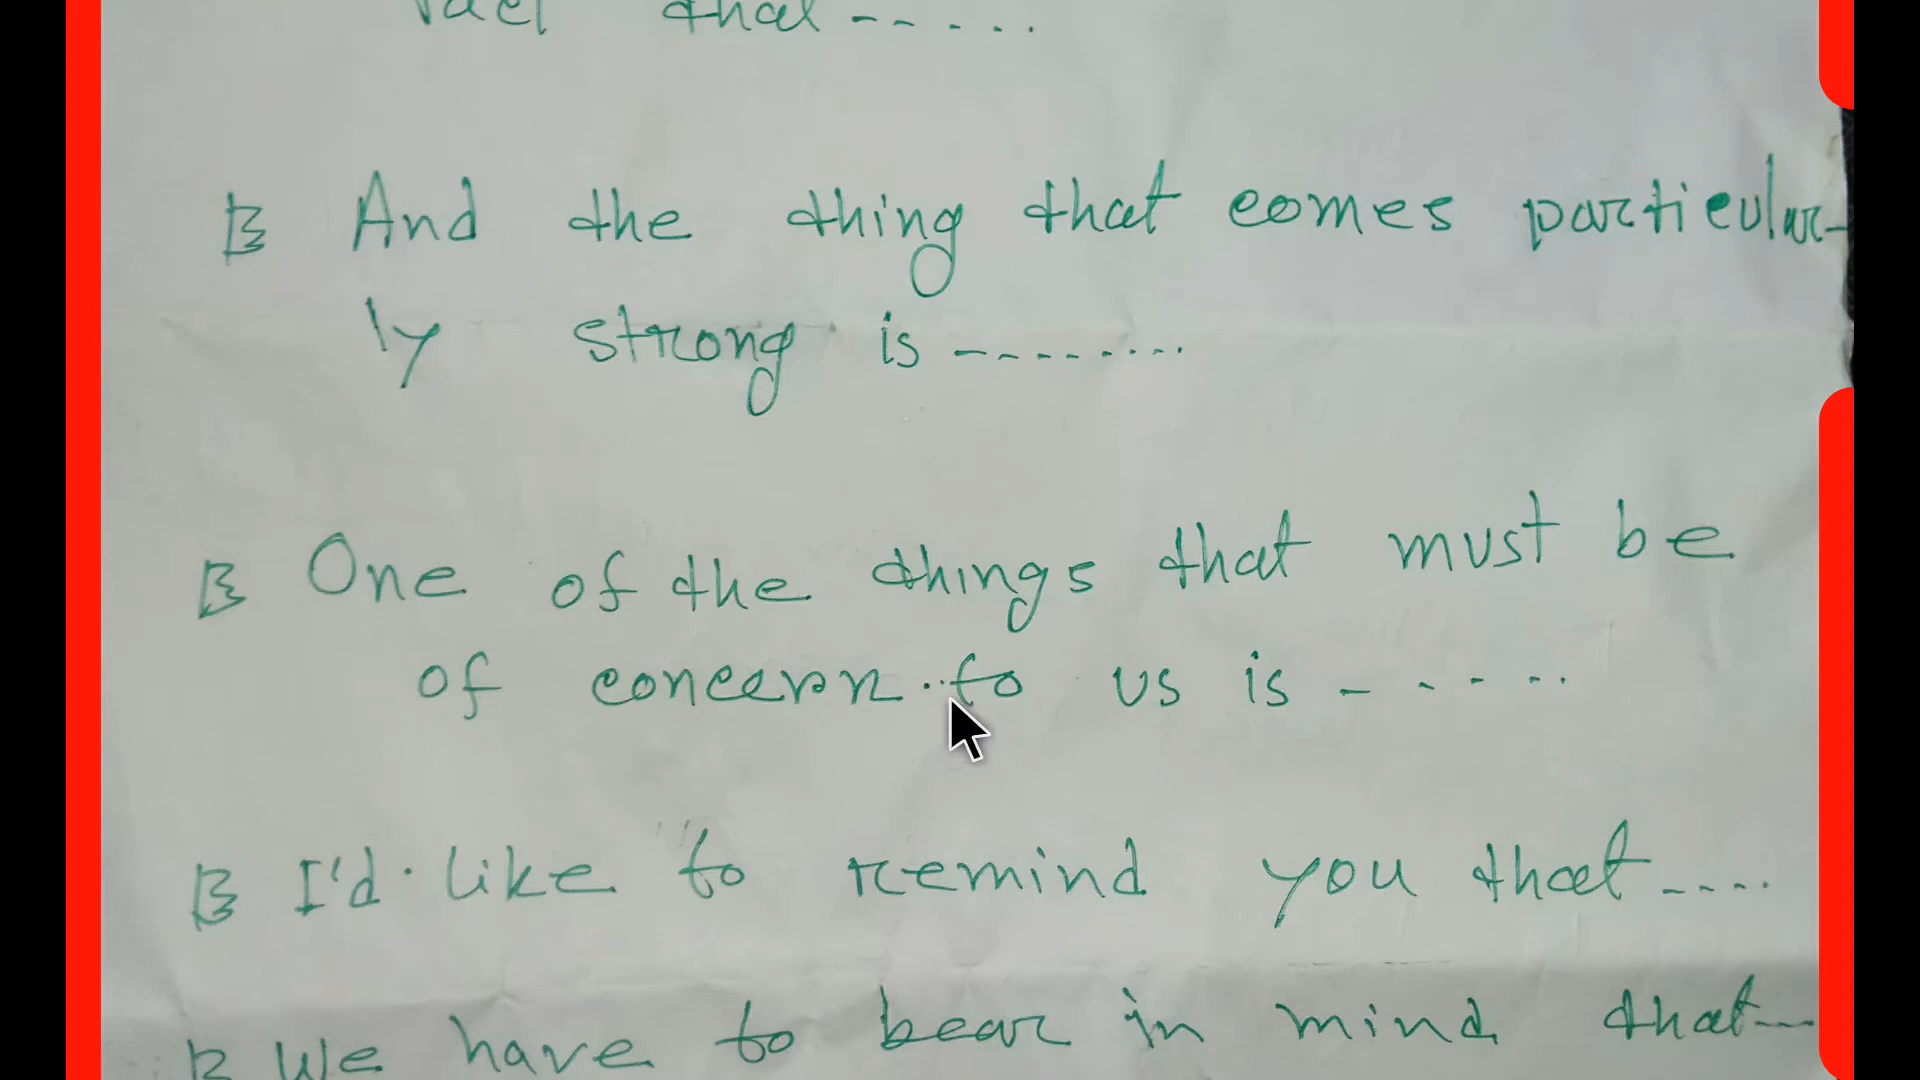 that -----
And the thing that comes particular-
ly strong is --------
One of the things that must be
of concern to us is -----
I'd like to remind you that ----
We have to bear in mind that---